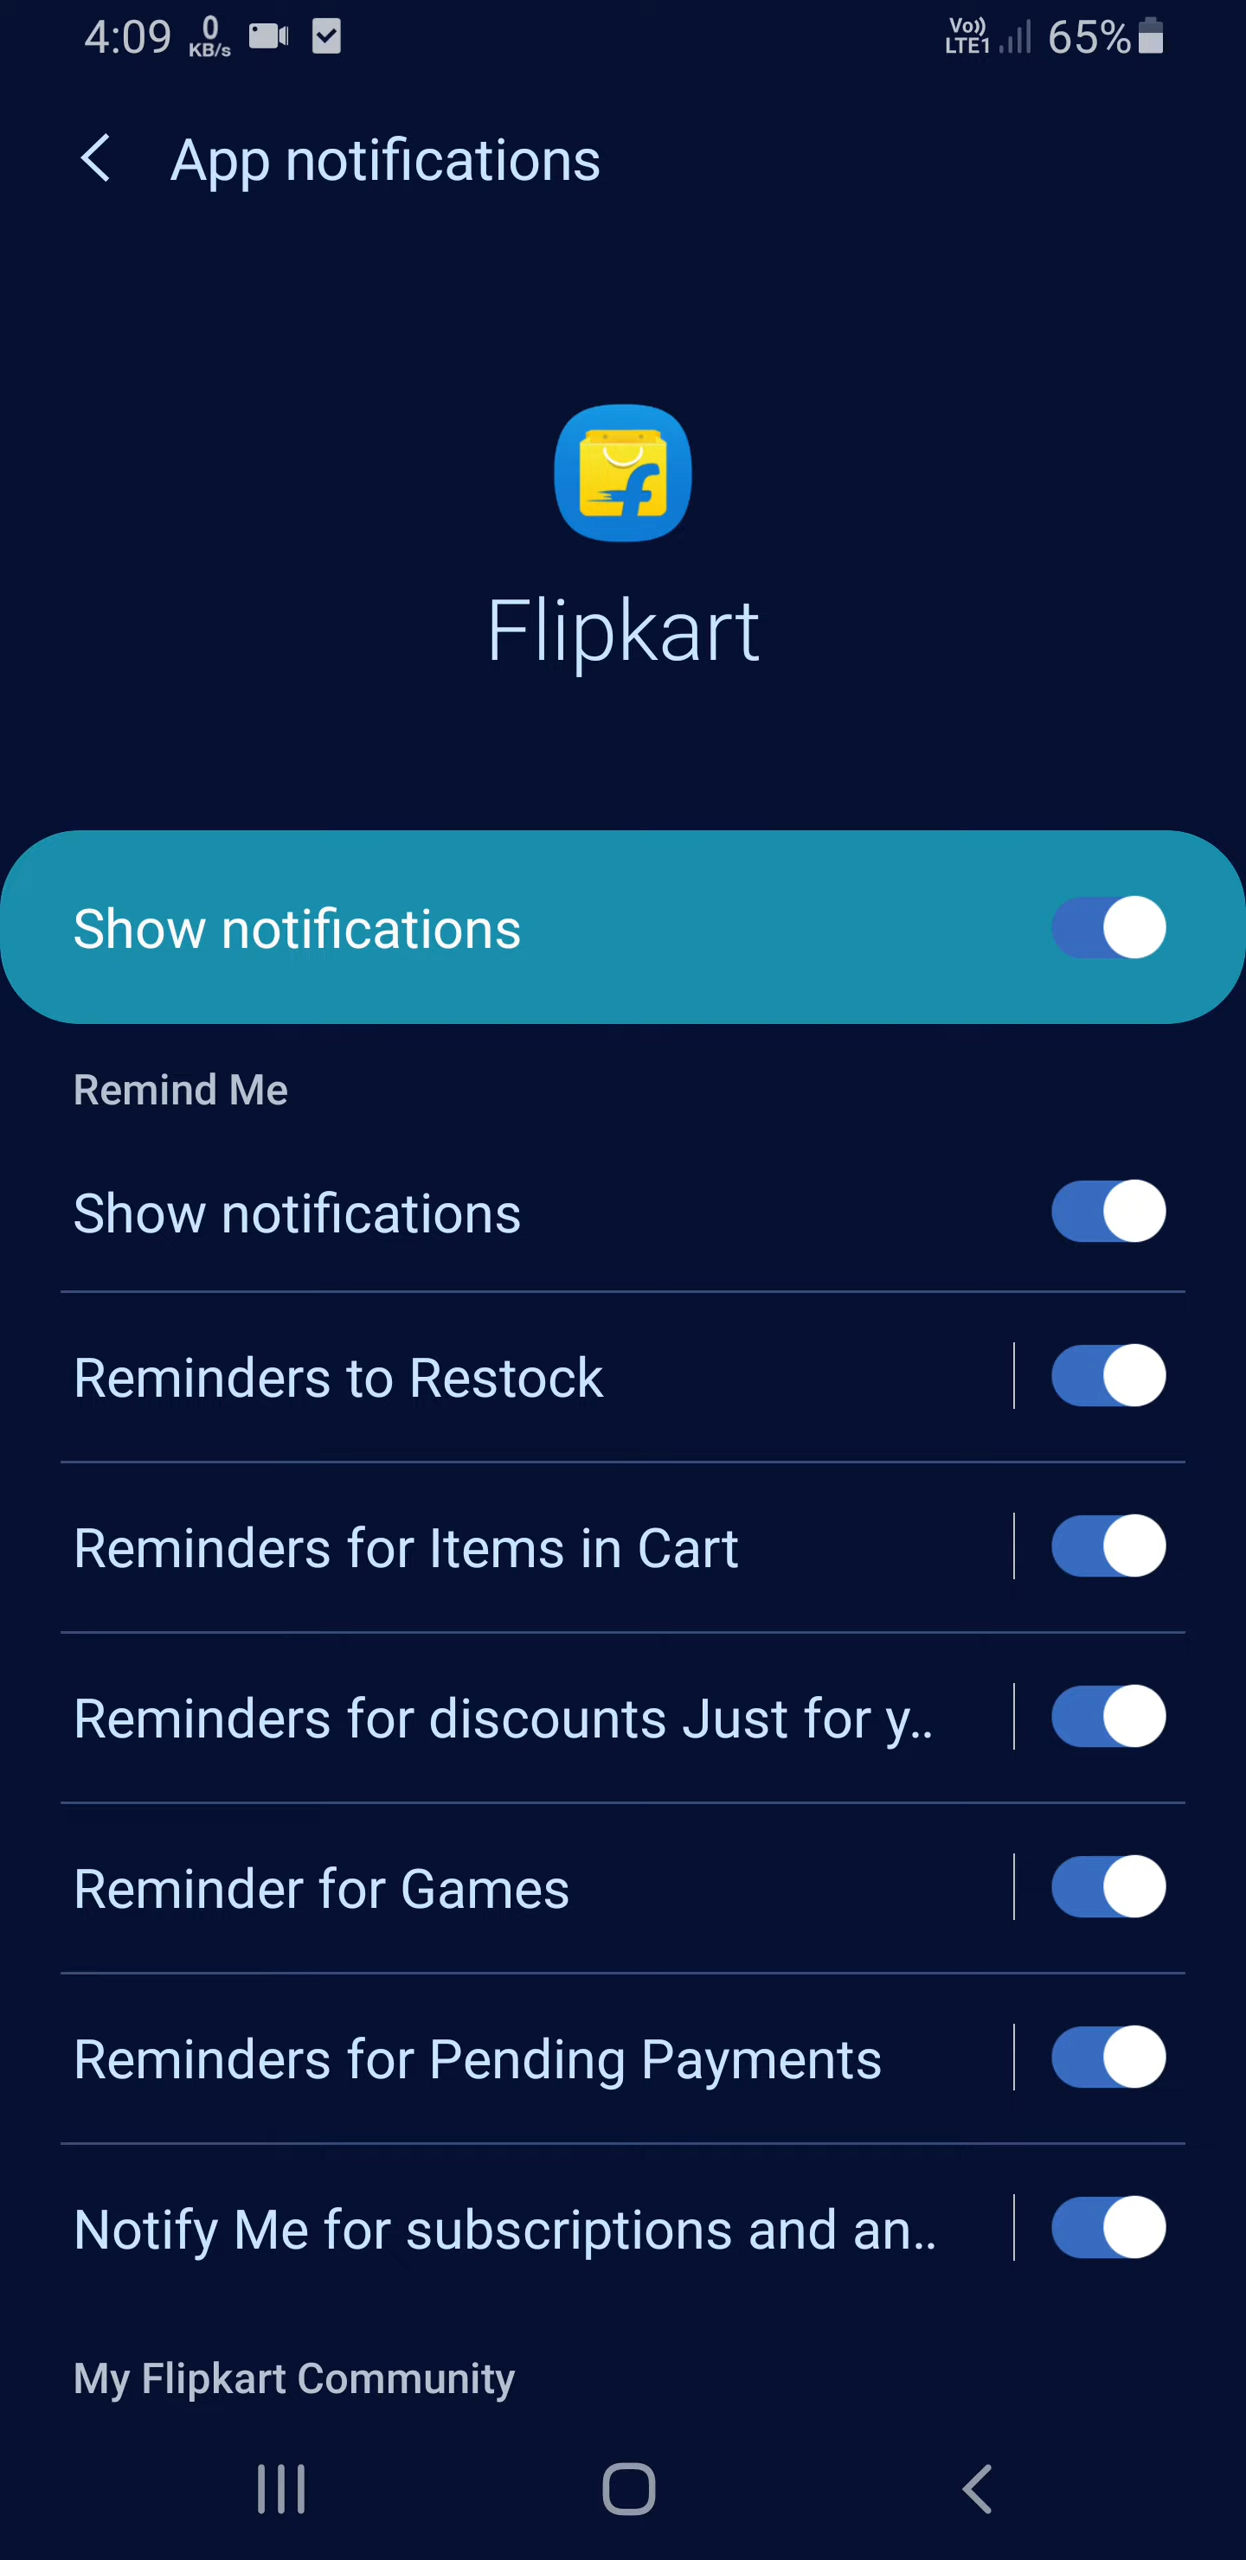 4:09 0 KB/s Vo)) LTE1 65%
App notifications
Flipkart
Show notifications
Remind Me
Show notifications
Reminders to Restock
Reminders for Items in Cart
Reminders for discounts Just for y..
Reminder for Games
Reminders for Pending Payments
Notify Me for subscriptions and an..
My Flipkart Community